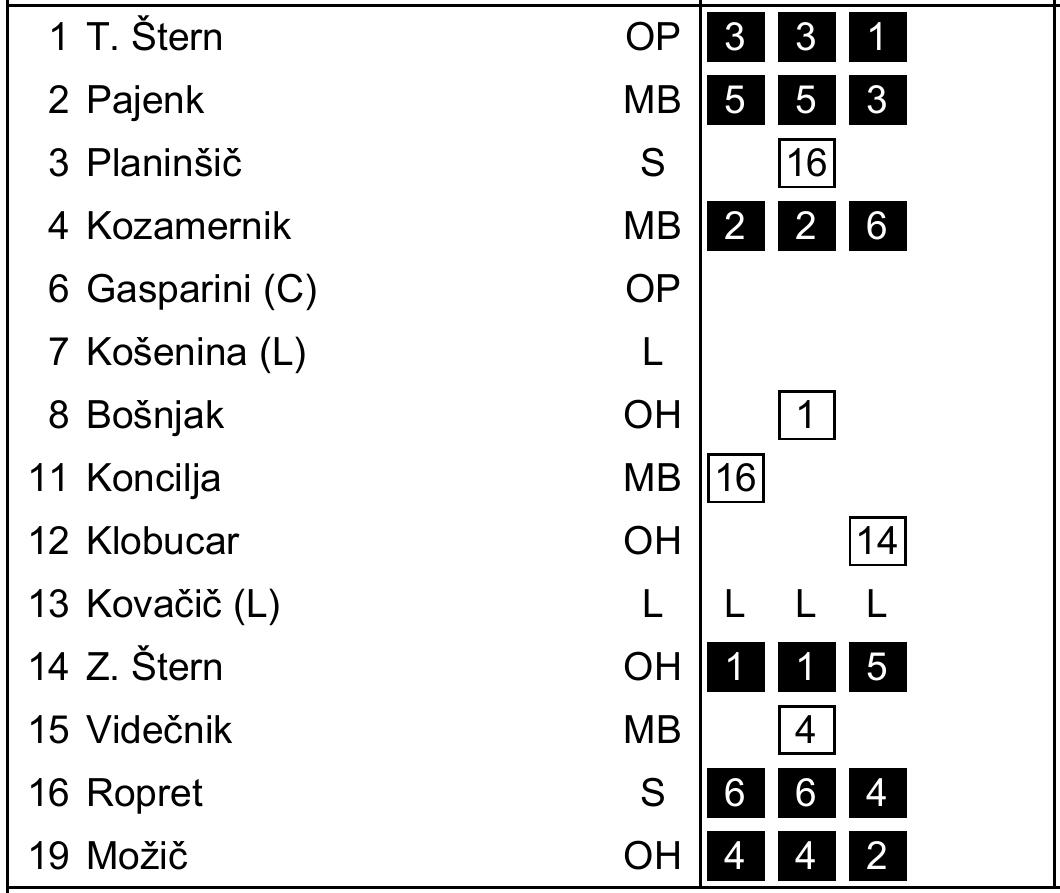 1 T. Štern OP 3 3 1
2 Pajenk MB 5 5 3
3 Planinšič S 16
4 Kozamernik MB 2 2 6
6 Gasparini (C) OP
7 Košenina (L) L
8 Bošnjak OH 1
11 Koncilja MB 16
12 Klobucar OH 14
13 Kovačič (L) L L L L
14 Z. Štern OH 1 1 5
15 Videčnik MB 4
16 Ropret S 6 6 4
19 Možič OH 4 4 2